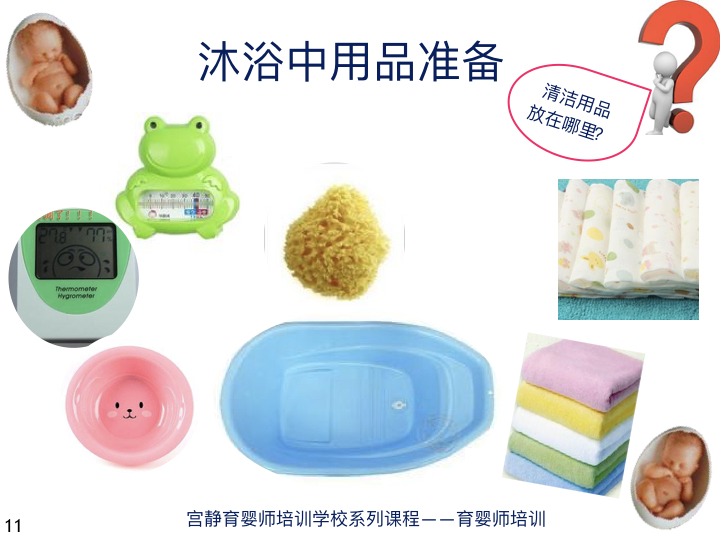 沐浴中用品准备
清洁用品
放在哪里?
Thermometer
Hygrometer
11
宫静育婴师培训学校系列课程——育婴师培训